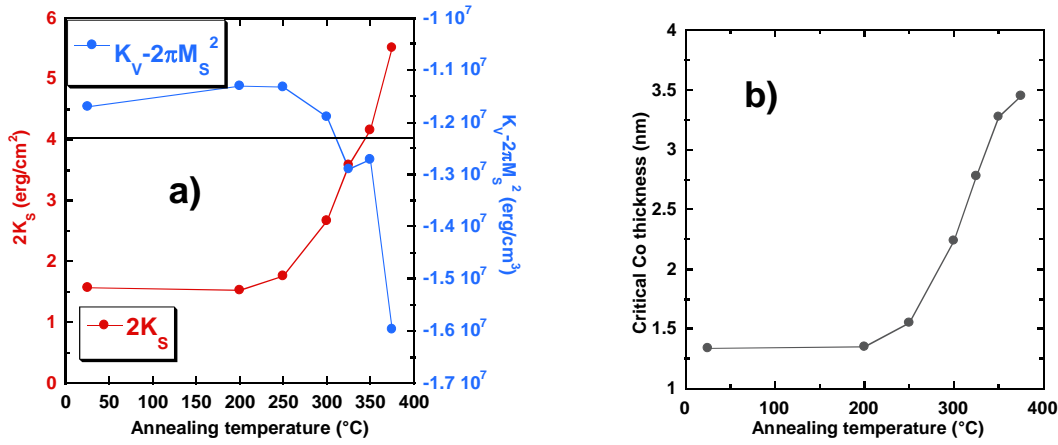 K_V-2πM_S^2
a)
2K_S
6
5
4
3
2
1
0
2K_S (erg/cm^2)
-1 10^7
-1.1 10^7
-1.2 10^7
-1.3 10^7
-1.4 10^7
-1.5 10^7
-1.6 10^7
-1.7 10^7
K_V-2πM_S^2 (erg/cm^3)
0 50 100 150 200 250 300 350 400
Annealing temperature (°C)
b)
4
3.5
3
2.5
2
1.5
1
Critical Co thickness (nm)
0 100 200 300 400
Annealing temperature (°C)